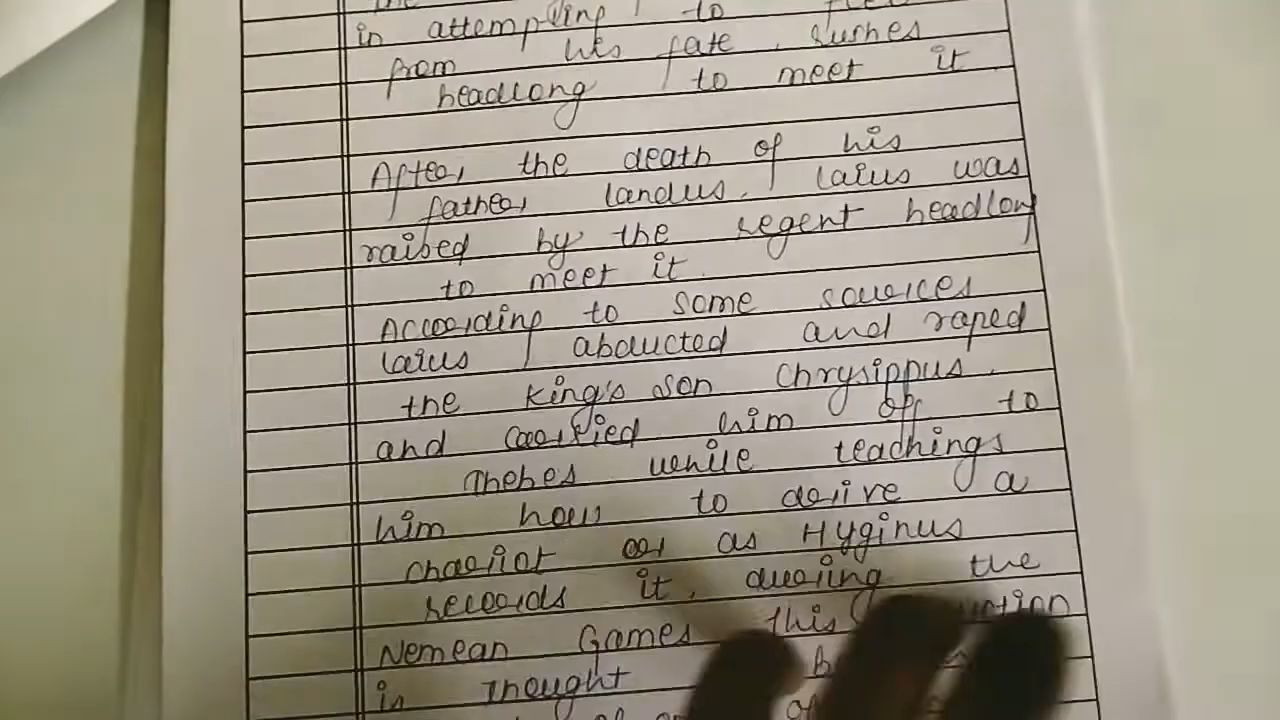 in attempting to
from his fate, rushes
headlong to meet it
After, the death of his
father, landus, laius was
raised by the regent headlong
to meet it.
According to some sources
laius abducted and raped
the king's son Chrysippus.
and carried him off to
Thebes while teachings
him how to drive a
chariot or as Hyginus
records it, during the
Nemean Games this
is thought
of